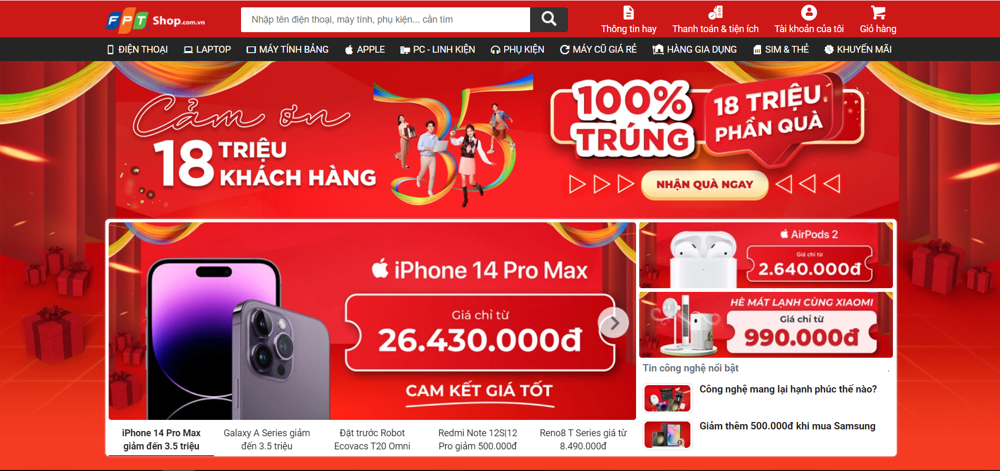 FPT Shop.com.vn
Nhập tên điện thoại, máy tính, phụ kiện... cần tìm
Thông tin hay
Thanh toán & tiện ích
Tài khoản của tôi
Giỏ hàng
ĐIỆN THOẠI
LAPTOP
MÁY TÍNH BẢNG
APPLE
PC - LINH KIỆN
PHỤ KIỆN
MÁY CŨ GIÁ RẺ
HÀNG GIA DỤNG
SIM & THẺ
KHUYẾN MÃI
Cảm ơn
18 TRIỆU
KHÁCH HÀNG
35
100%
TRÚNG
18 TRIỆU
PHẦN QUÀ
NHẬN QUÀ NGAY
iPhone 14 Pro Max
Giá chỉ từ
26.430.000đ
CAM KẾT GIÁ TỐT
AirPods 2
Giá chỉ từ
2.640.000đ
HÈ MÁT LẠNH CÙNG XIAOMI
Giá chỉ từ
990.000đ
Tin công nghệ nổi bật
Công nghệ mang lại hạnh phúc thế nào?
Giảm thêm 500.000đ khi mua Samsung
iPhone 14 Pro Max
giảm đến 3.5 triệu
Galaxy A Series giảm
đến 3.5 triệu
Đặt trước Robot
Ecovacs T20 Omni
Redmi Note 12S|12
Pro giảm 500.000đ
Reno8 T Series giá từ
8.490.000đ